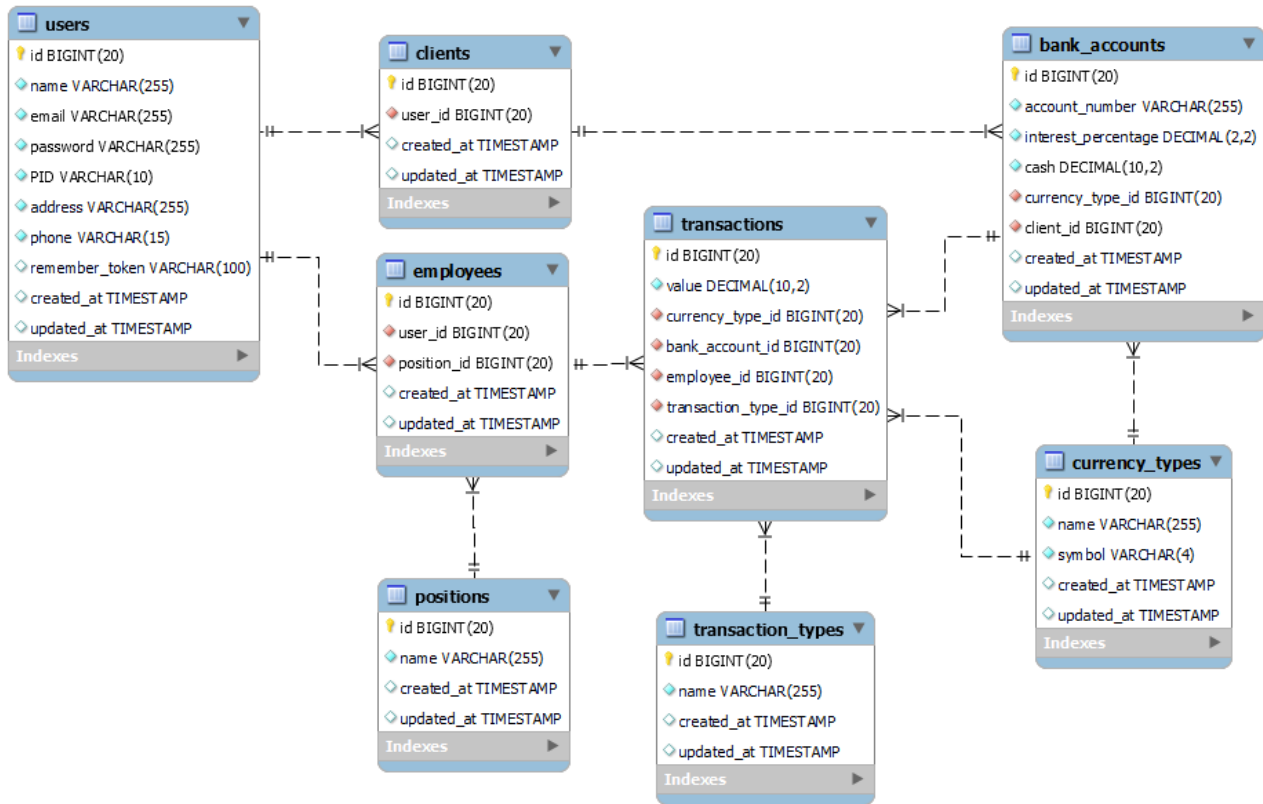 users
id BIGINT(20)
name VARCHAR(255)
email VARCHAR(255)
password VARCHAR(255)
PID VARCHAR(10)
address VARCHAR(255)
phone VARCHAR(15)
remember_token VARCHAR(100)
created_at TIMESTAMP
updated_at TIMESTAMP
Indexes
clients
id BIGINT(20)
user_id BIGINT(20)
created_at TIMESTAMP
updated_at TIMESTAMP
Indexes
bank_accounts
id BIGINT(20)
account_number VARCHAR(255)
interest_percentage DECIMAL(2,2)
cash DECIMAL(10,2)
currency_type_id BIGINT(20)
client_id BIGINT(20)
created_at TIMESTAMP
updated_at TIMESTAMP
Indexes
employees
id BIGINT(20)
user_id BIGINT(20)
position_id BIGINT(20)
created_at TIMESTAMP
updated_at TIMESTAMP
Indexes
transactions
id BIGINT(20)
value DECIMAL(10,2)
currency_type_id BIGINT(20)
bank_account_id BIGINT(20)
employee_id BIGINT(20)
transaction_type_id BIGINT(20)
created_at TIMESTAMP
updated_at TIMESTAMP
Indexes
currency_types
id BIGINT(20)
name VARCHAR(255)
symbol VARCHAR(4)
created_at TIMESTAMP
updated_at TIMESTAMP
Indexes
positions
id BIGINT(20)
name VARCHAR(255)
created_at TIMESTAMP
updated_at TIMESTAMP
Indexes
transaction_types
id BIGINT(20)
name VARCHAR(255)
created_at TIMESTAMP
updated_at TIMESTAMP
Indexes